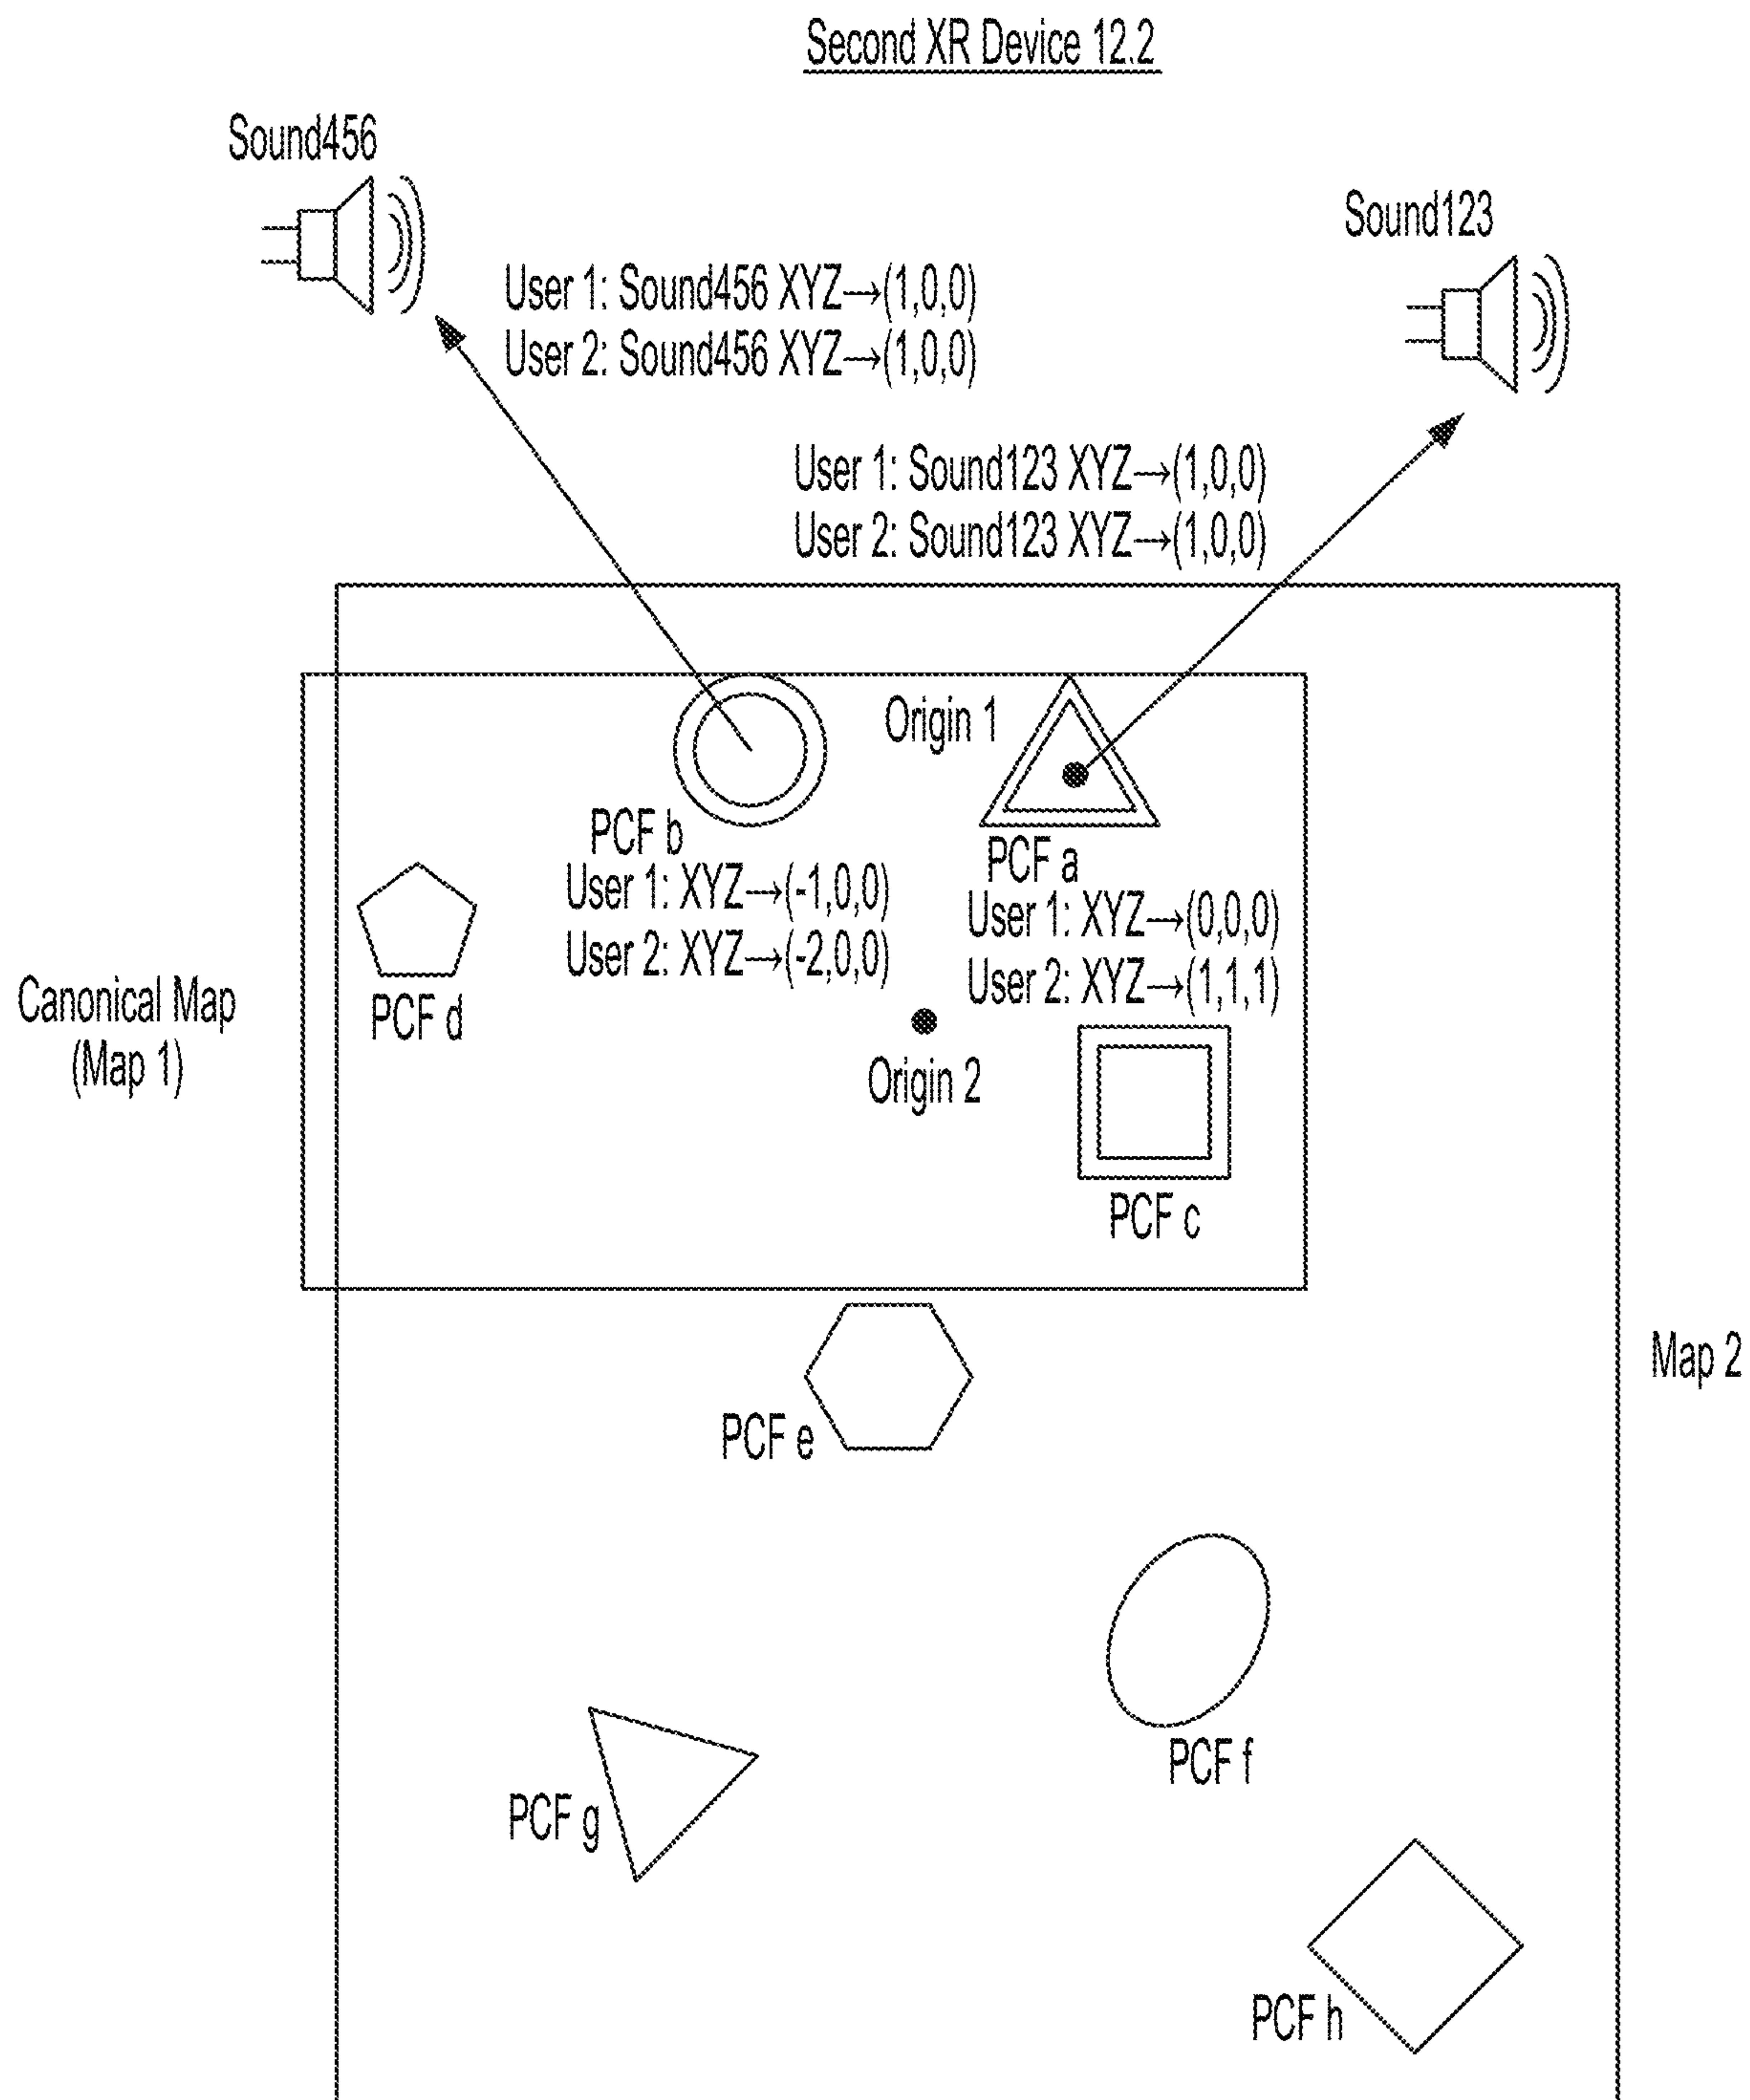 Second XR Device 12.2
Sound456
Sound123
User 1: Sound456 XYZ→(1,0,0)
User 2: Sound456 XYZ→(1,0,0)
User 1: Sound123 XYZ→(1,0,0)
User 2: Sound123 XYZ→(1,0,0)
Origin 1
PCF b
User 1: XYZ→(-1,0,0)
User 2: XYZ→(-2,0,0)
PCF a
User 1: XYZ→(0,0,0)
User 2: XYZ→(1,1,1)
PCF d
Canonical Map
(Map 1)
Origin 2
PCF c
Map 2
PCF e
PCF f
PCF g
PCF h